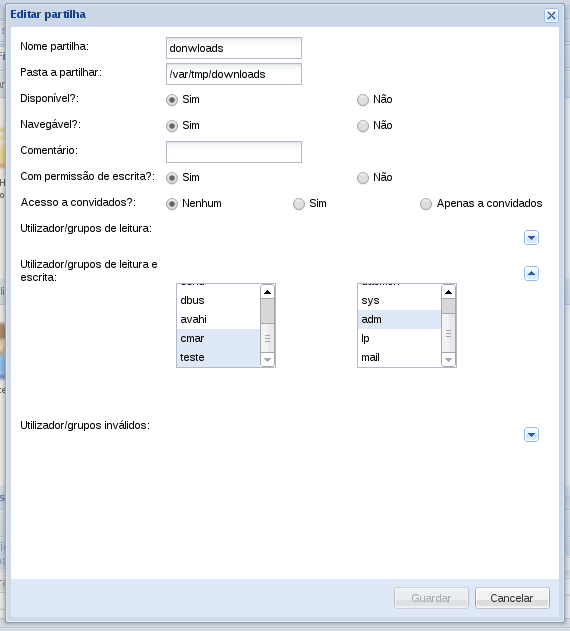 Editar partilha
Nome partilha: donwloads
Pasta a partilhar: /var/tmp/downloads
Disponível?: Sim Não
Navegável?: Sim Não
Comentário:
Com permissão de escrita?: Sim Não
Acesso a convidados?: Nenhum Sim Apenas a convidados
Utilizador/grupos de leitura:
Utilizador/grupos de leitura e
escrita:
dbus sys
avahi adm
cmar lp
teste mail
Utilizador/grupos inválidos:
Guardar Cancelar